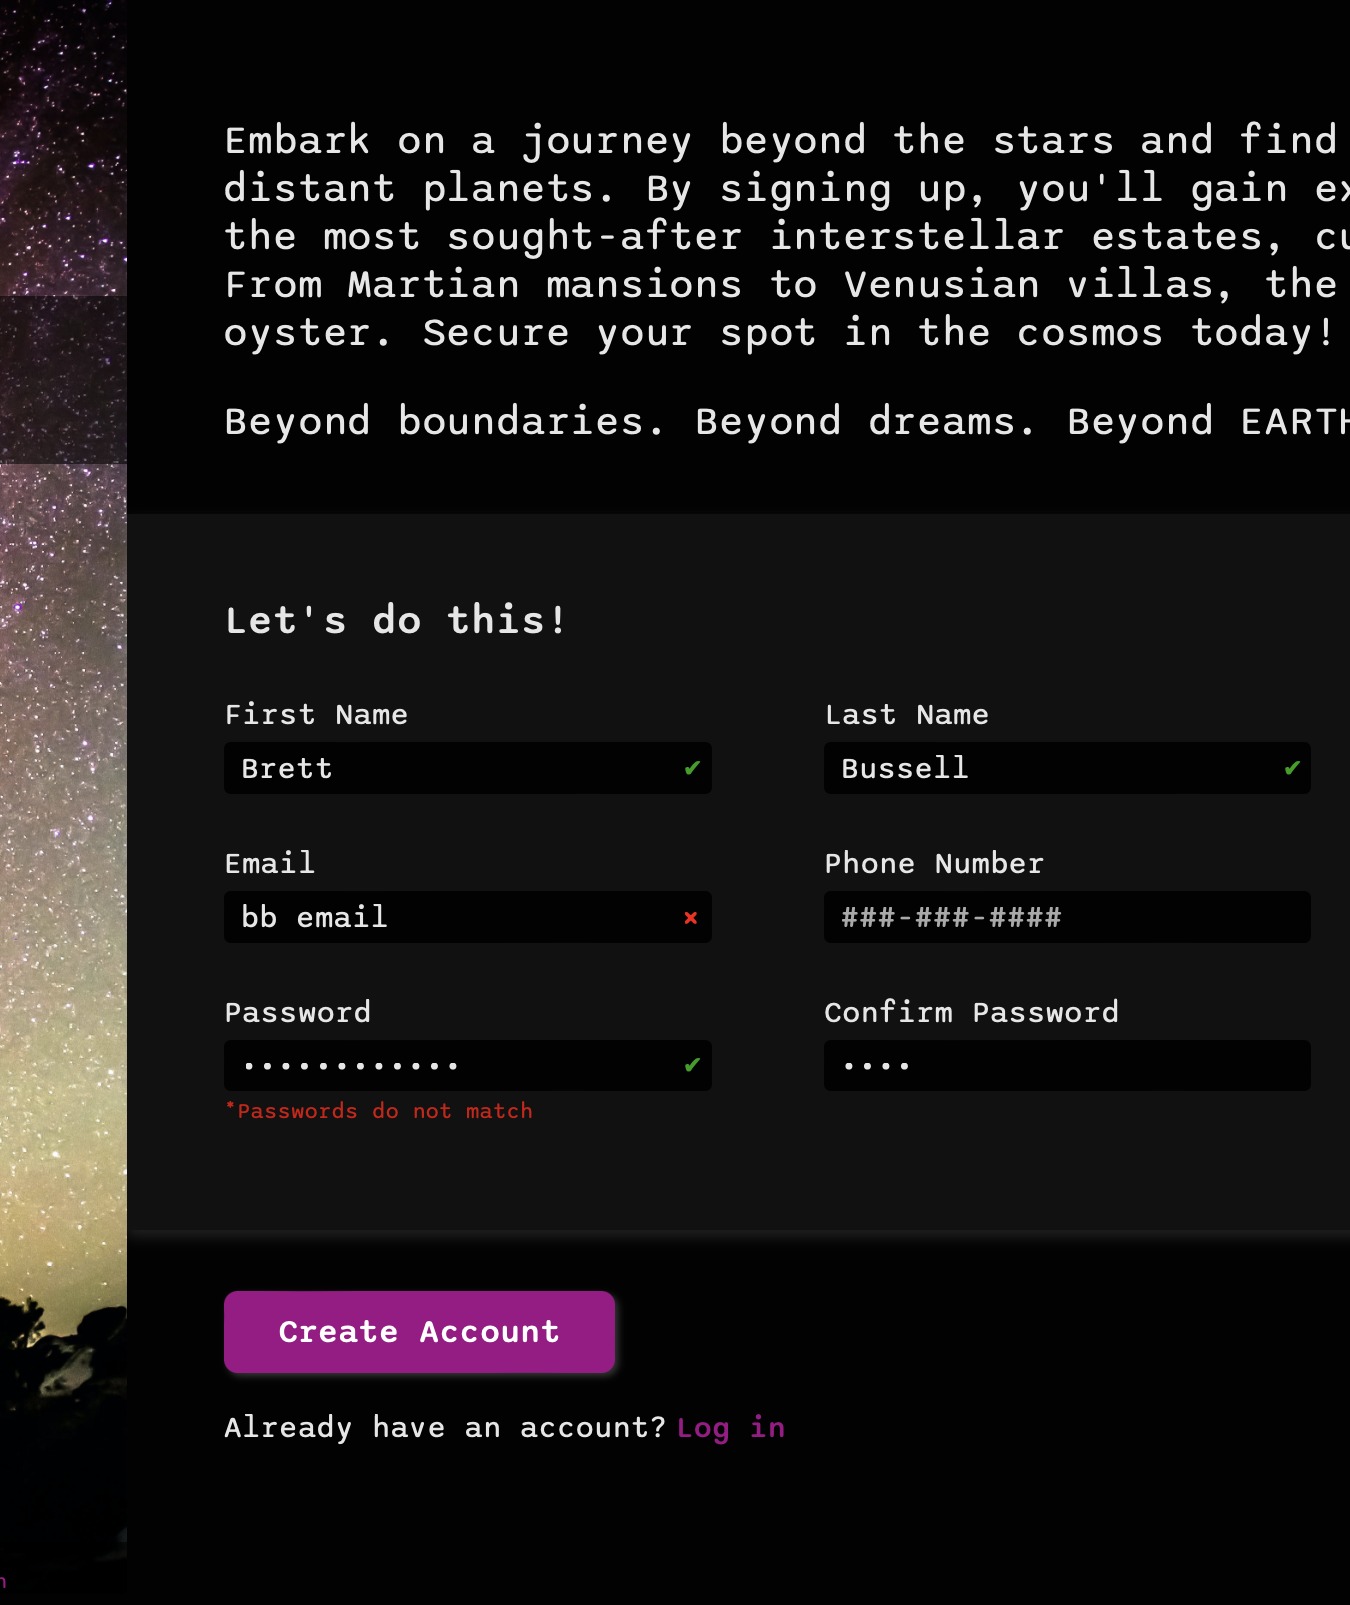 Embark on a journey beyond the stars and find
distant planets. By signing up, you'll gain
the most sought-after interstellar estates,
From Martian mansions to Venusian villas, the
oyster. Secure your spot in the cosmos today!
Beyond boundaries. Beyond dreams. Beyond EARTH
Let's do this!
First Name
Last Name
Brett ✔
Bussell ✔
Email
Phone Number
bb email ×
###-###-####
Password
Confirm Password
•••••••••••• ✔
••••
*Passwords do not match
Create Account
Already have an account? Log in